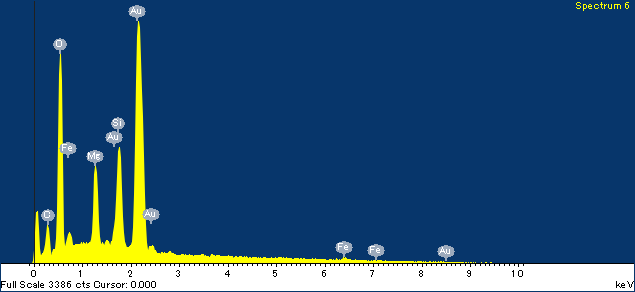 Spectrum 6
Au
O
Si
Au
Fe
Mg
C
Au
Fe
Fe
Au
0 1 2 3 4 5 6 7 8 9 10
Full Scale 3386 cts Cursor: 0.000 keV